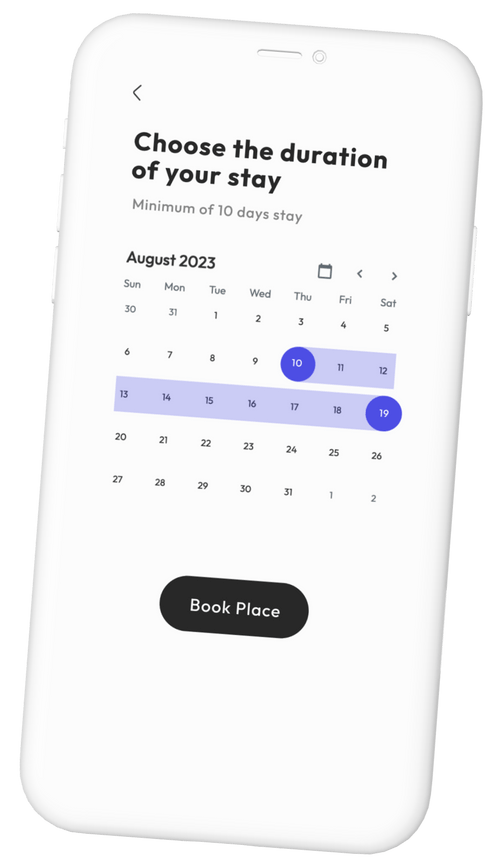 Choose the duration
of your stay
Minimum of 10 days stay
August 2023
Sun Mon Tue Wed Thu Fri Sat
30 31 1 2 3 4 5
6 7 8 9 10 11 12
13 14 15 16 17 18 19
20 21 22 23 24 25 26
27 28 29 30 31 1 2
Book Place